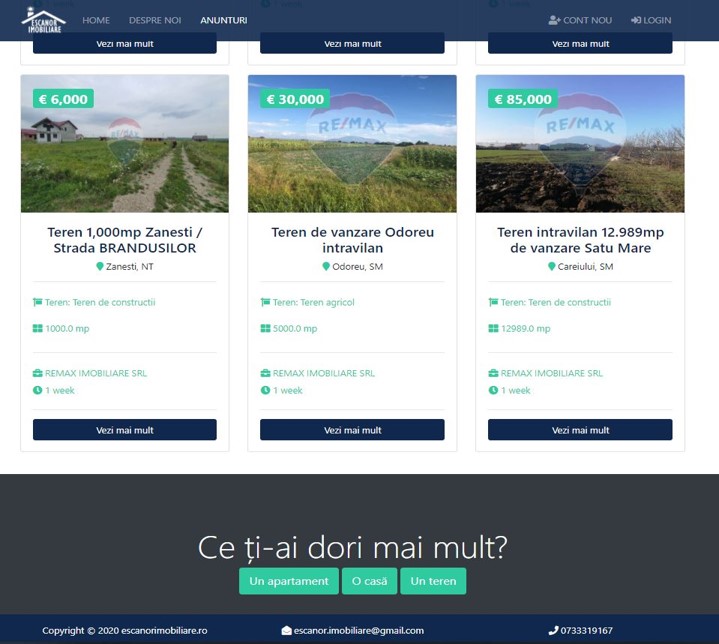 ESCANOR
IMOBILIARE
HOME
DESPRE NOI
ANUNTURI
CONT NOU
LOGIN
Vezi mai mult
Vezi mai mult
Vezi mai mult
€ 6,000
Teren 1,000mp Zanesti /
Strada BRANDUSILOR
Zanesti, NT
Teren: Teren de constructii
1000.0 mp
REMAX IMOBILIARE SRL
1 week
Vezi mai mult
€ 30,000
RE/MAX
Teren de vanzare Odoreu
intravilan
Odoreu, SM
Teren: Teren agricol
5000.0 mp
REMAX IMOBILIARE SRL
1 week
Vezi mai mult
€ 85,000
RE/MAX
Teren intravilan 12.989mp
de vanzare Satu Mare
Careiului, SM
Teren: Teren de constructii
12989.0 mp
REMAX IMOBILIARE SRL
1 week
Vezi mai mult
Ce ți-ai dori mai mult?
Un apartament
O casă
Un teren
Copyright © 2020 escanorimobiliare.ro
escanor.imobiliare@gmail.com
0733319167